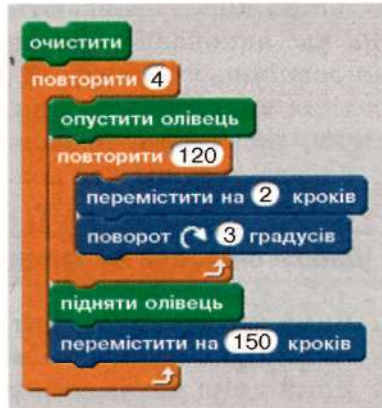 очистити
повторити 4
опустити олівець
повторити 120
перемістити на 2 кроків
поворот 3 градусів
підняти олівець
перемістити на 150 кроків